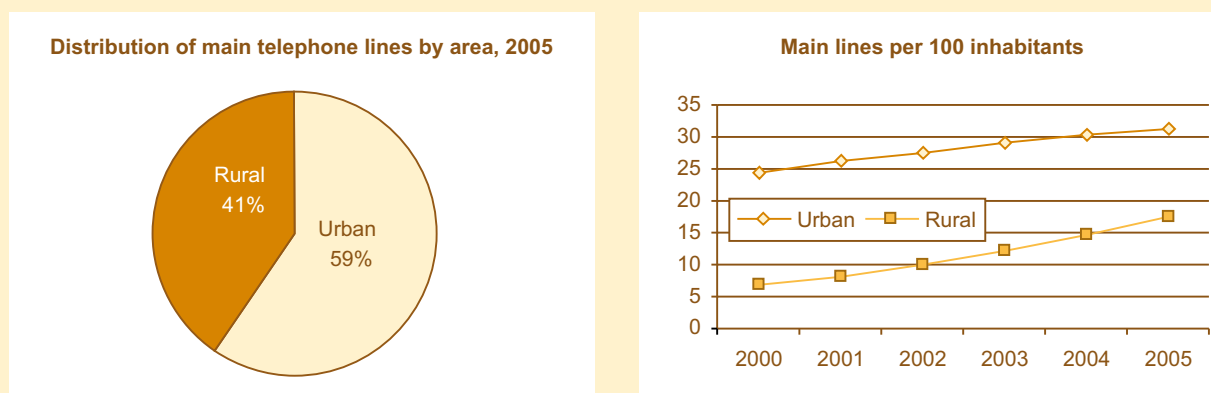 Distribution of main telephone lines by area, 2005
Rural
41%
Urban
59%
Main lines per 100 inhabitants
35
30
25
20
15
10
5
0
Urban
Rural
2000 2001 2002 2003 2004 2005